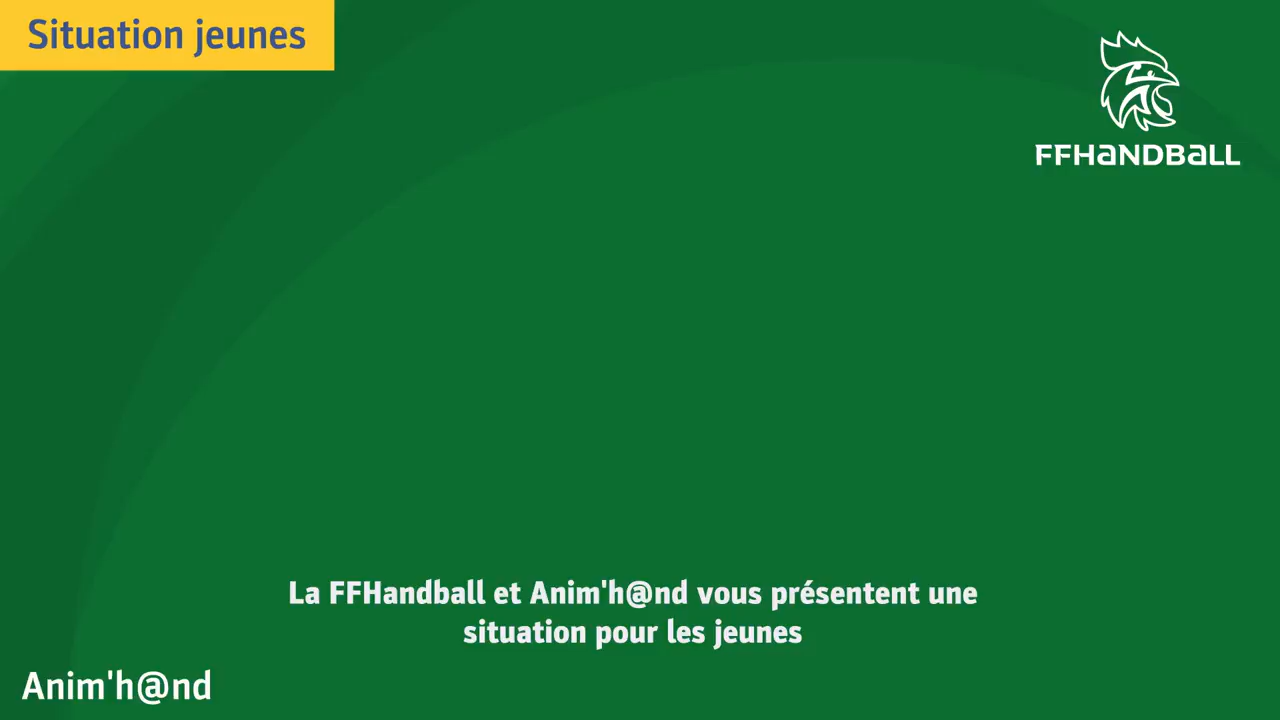 Situation jeunes
FFHANDBALL
La FFHandball et Anim'h@nd vous présentent une
situation pour les jeunes
Anim'h@nd